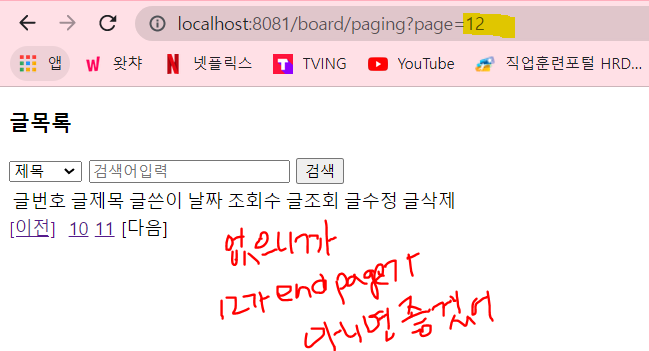 localhost:8081/board/paging?page=12
앱 왓챠 넷플릭스 TVING YouTube 직업훈련포털 HRD...
글목록
제목 검색어입력 검색
글번호 글제목 글쓴이 날짜 조회수 글조회 글수정 글삭제
[이전] 10 11 [다음]
없으니까
12가 end page가
아니면 좋겠어